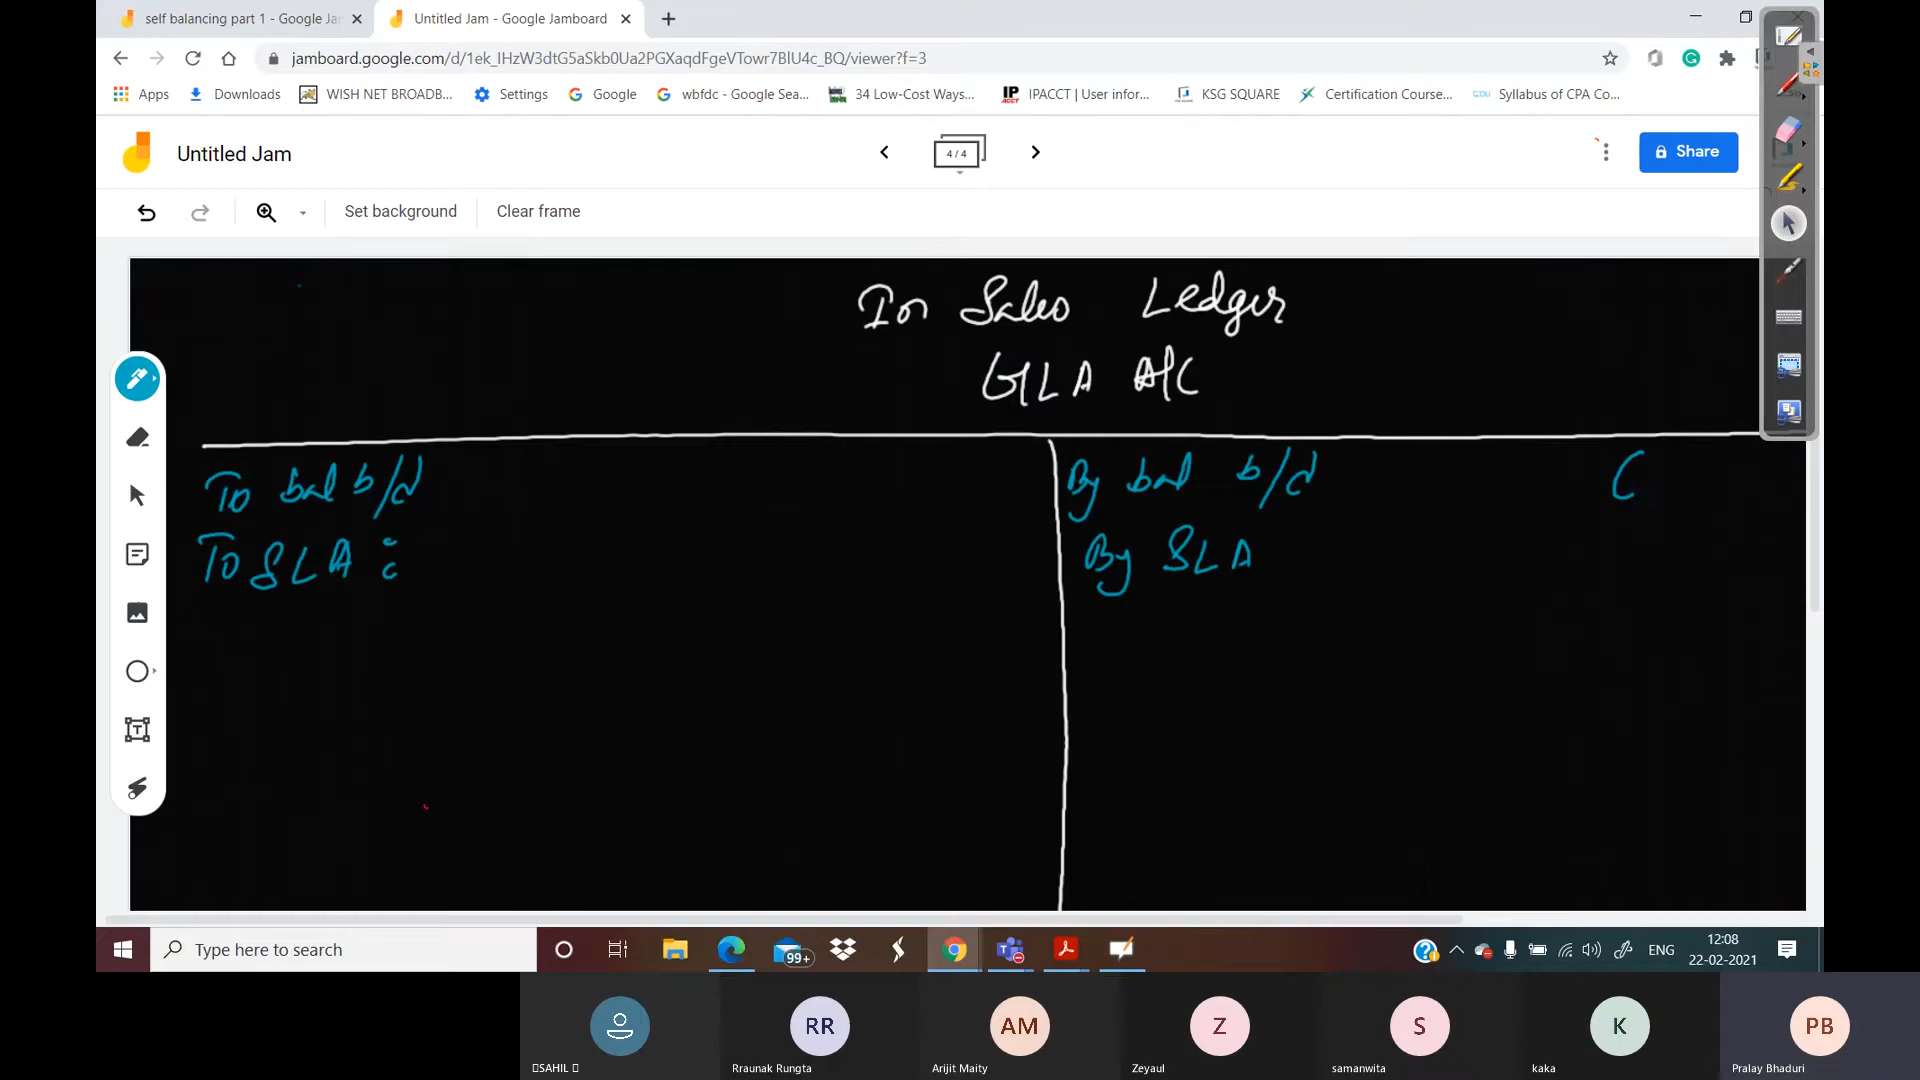 self balancing part 1 - Google Ja
Untitled Jam - Google Jamboard
jamboard.google.com/d/1ek_IHzW3dtG5aSkb0Ua2PGXaqdFgeVTowr7BlU4c_BQ/viewer?f=3
Apps Downloads WISH NET BROADB... Settings Google wbfdc - Google Sea... 34 Low-Cost Ways... IPACCT | User infor... KSG SQUARE Certification Course... Syllabus of CPA Co...
Untitled Jam
4 / 4
Share
Set background Clear frame
In Sales Ledger
GLA A/C
To bal b/d
By bal b/d (
To SLA :
By SLA
Type here to search
99+
ENG
12:08
22-02-2021
RR AM Z S K PB
SAHIL Rraunak Rungta Arijit Maity Zeyaul samanwita kaka Pralay Bhaduri